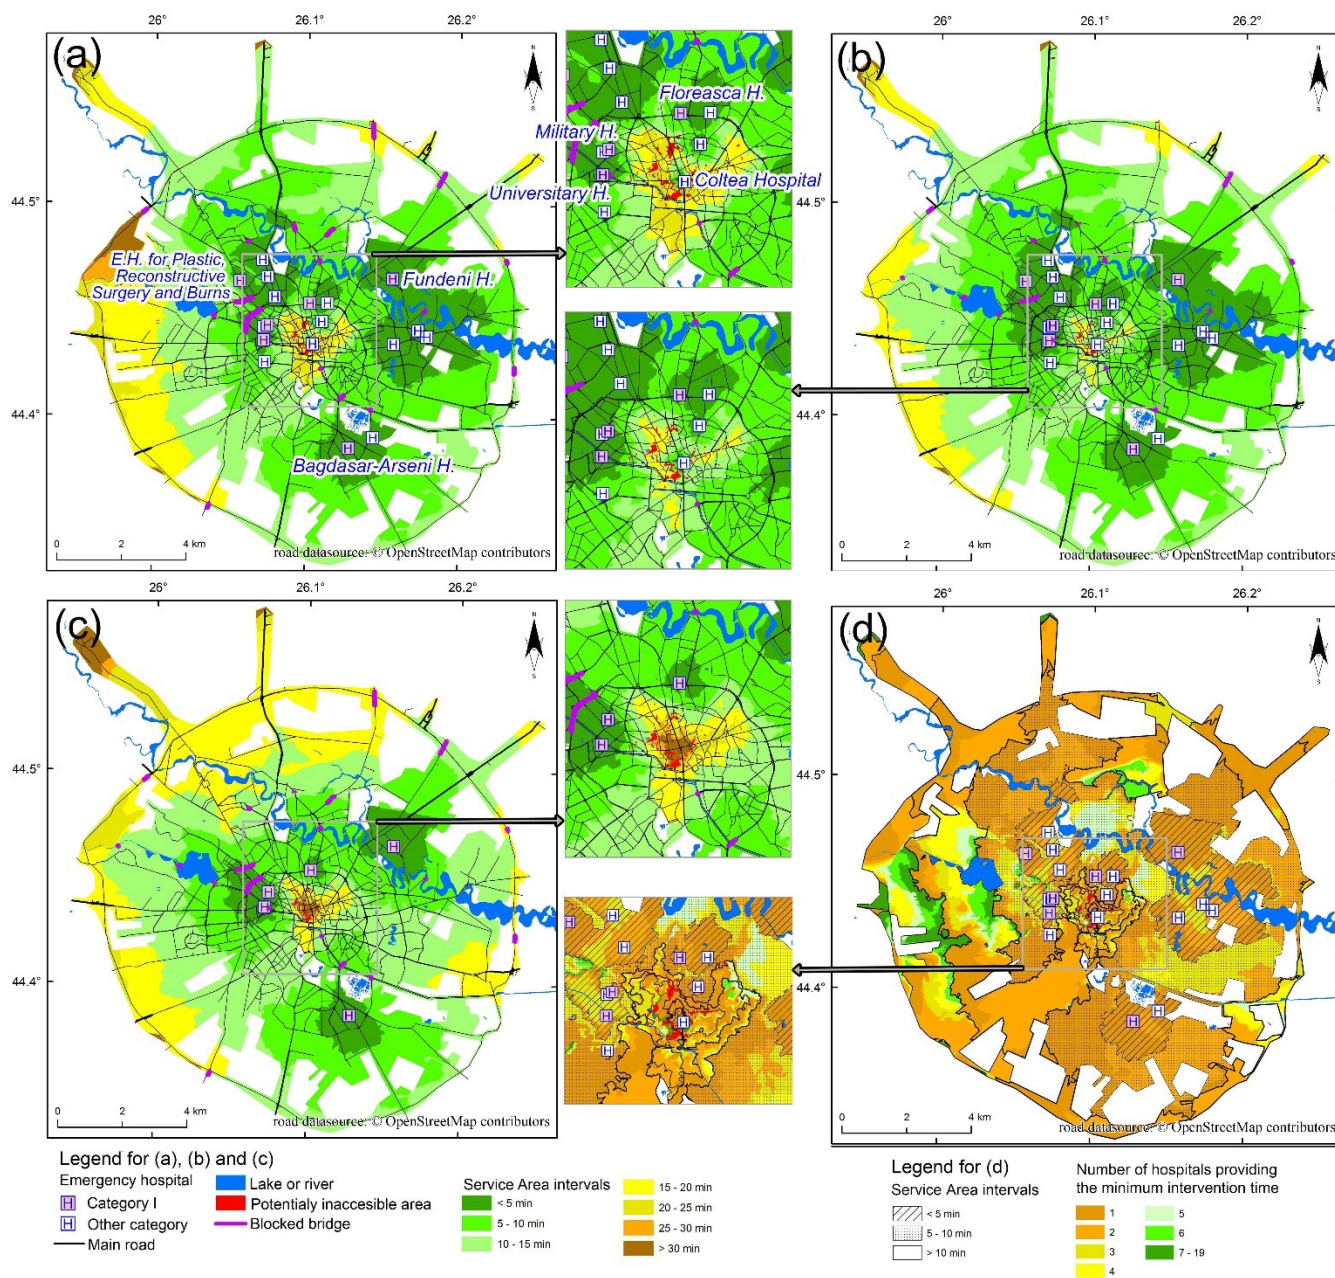 26°
26.1°
26.2°
(a)
N
S
44.5°
44.4°
E.H. for Plastic,
Reconstructive
Surgery and Burns
Fundeni H.
Bagdasar-Arseni H.
0 2 4 km
road datasource: © OpenStreetMap contributors
Floreasca H.
Military H.
Coltea Hospital
Universitary H.
26°
26.1°
26.2°
(b)
N
S
44.5°
44.4°
0 2 4 km
road datasource: © OpenStreetMap contributors
26°
26.1°
26.2°
(c)
N
S
44.5°
44.4°
0 2 4 km
road datasource: © OpenStreetMap contributors
26°
26.1°
26.2°
(d)
N
S
44.5°
44.4°
0 2 4 km
road datasource: © OpenStreetMap contributors
Legend for (a), (b) and (c)
Emergency hospital
H Category I
H Other category
Main road
Lake or river
Potentialy inaccesible area
Blocked bridge
Service Area intervals
< 5 min
5 - 10 min
10 - 15 min
15 - 20 min
20 - 25 min
25 - 30 min
> 30 min
Legend for (d)
Service Area intervals
< 5 min
5 - 10 min
> 10 min
Number of hospitals providing
the minimum intervention time
1
2
3
4
5
6
7 - 19